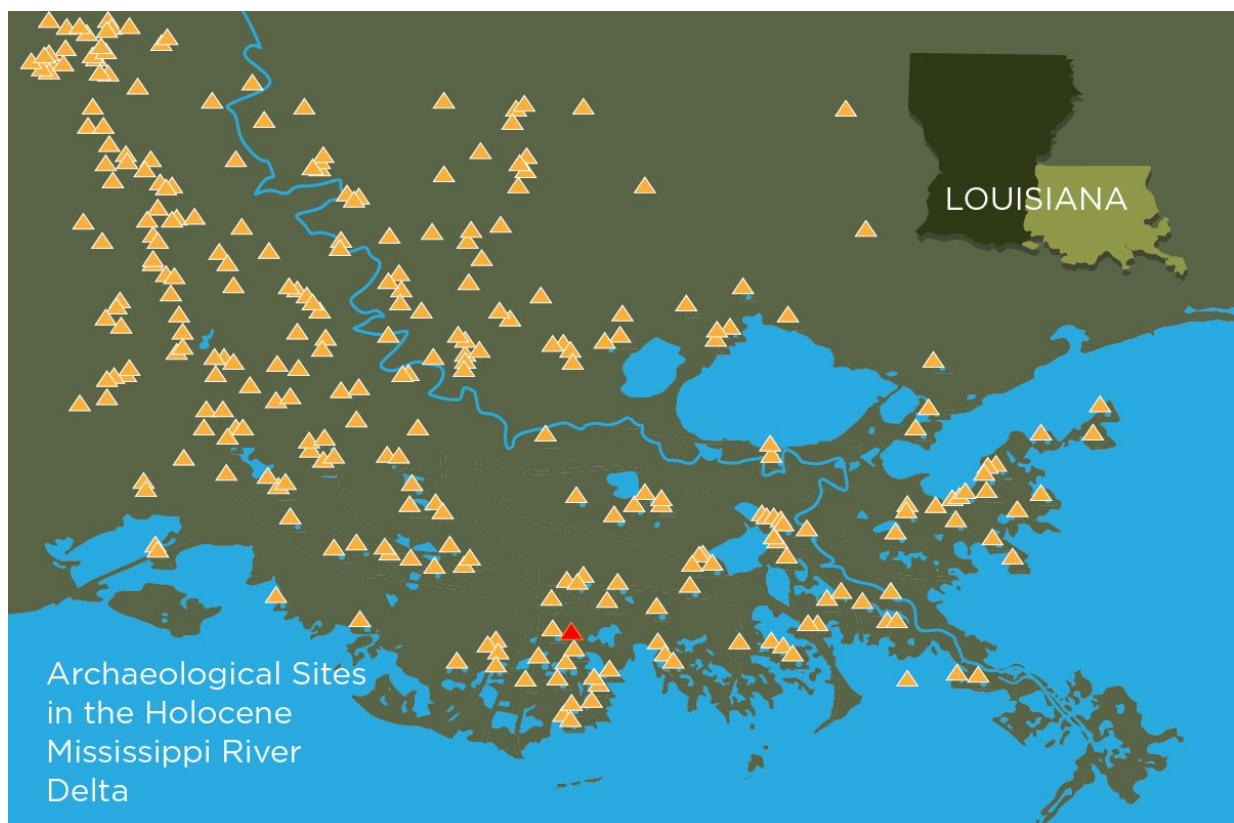 LOUISIANA
Archaeological Sites
in the Holocene
Mississippi River
Delta